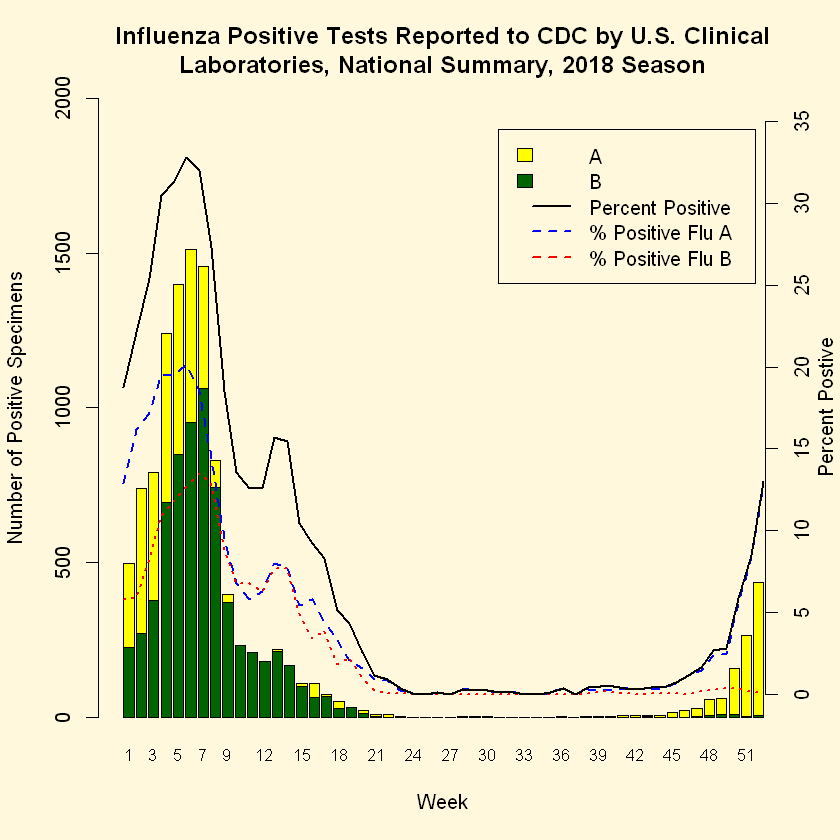 Influenza Positive Tests Reported to CDC by U.S. Clinical
Laboratories, National Summary, 2018 Season
A
B
Percent Positive
% Positive Flu A
% Positive Flu B
Number of Positive Specimens
0
500
1000
1500
2000
Percent Postive
0
5
10
15
20
25
30
35
1 3 5 7 9 12 15 18 21 24 27 30 33 36 39 42 45 48 51
Week